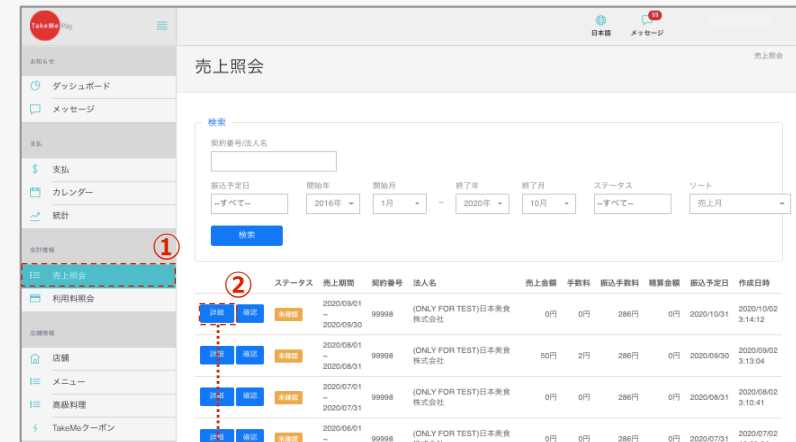 TakeMe Pay
33
日本語 メッセージ
お知らせ
ダッシュボード
メッセージ
支払
支払
カレンダー
統計
会計情報
①
売上照会
利用料照会
店舗情報
店舗
メニュー
高級料理
TakeMeクーポン
売上照会
売上照会
検索
契約番号/法人名
振込予定日 開始年 開始月 終了年 終了月 ステータス ソート
--すべて-- 2016年 1月 ~ 2020年 10月 --すべて-- 売上月
検索
②
ステータス 売上期間 契約番号 法人名 売上金額 手数料 振込手数料 精算金額 振込予定日 作成日時
詳細 確認 未確認 2020/09/01 ~ 2020/09/30 99998 (ONLY FOR TEST)日本美食株式会社 0円 0円 286円 0円 2020/10/31 2020/10/02 3:14:12
詳細 確認 未確認 2020/08/01 ~ 2020/08/31 99998 (ONLY FOR TEST)日本美食株式会社 50円 2円 286円 0円 2020/09/30 2020/09/02 3:13:04
詳細 確認 未確認 2020/07/01 ~ 2020/07/31 99998 (ONLY FOR TEST)日本美食株式会社 0円 0円 286円 0円 2020/08/31 2020/08/02 3:10:41
詳細 確認 未確認 2020/06/01 ~ 99998 (ONLY FOR TEST)日本美食 0円 0円 286円 0円 2020/07/31 2020/07/02